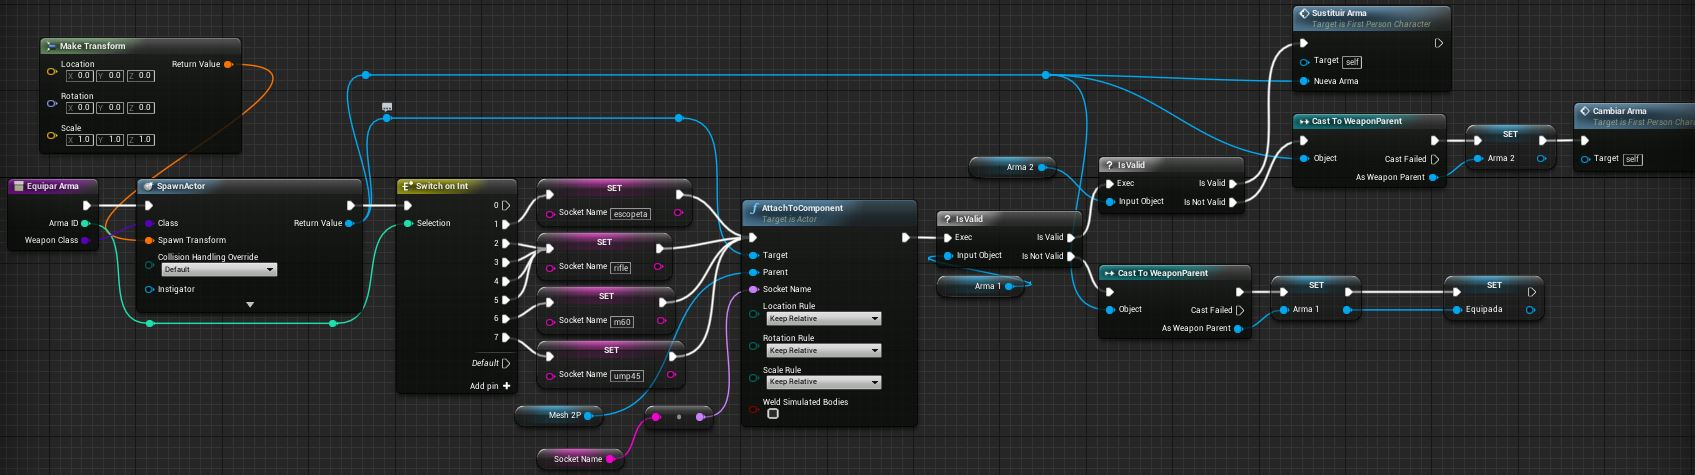 Make Transform
Location
Return Value
X 0.0 Y 0.0 Z 0.0
Rotation
X 0.0 Y 0.0 Z 0.0
Scale
X 1.0 Y 1.0 Z 1.0
Equipar Arma
Arma ID
Weapon Class
SpawnActor
Class
Return Value
Spawn Transform
Collision Handling Override
Default
Instigator
Switch on Int
Selection
0
1
2
3
4
5
6
7
Default
Add pin
SET
Socket Name escopeta
SET
Socket Name rifle
SET
Socket Name m60
SET
Socket Name ump45
Mesh 2P
Socket Name
AttachToComponent
Target is Actor
Target
Parent
Socket Name
Location Rule
Keep Relative
Rotation Rule
Keep Relative
Scale Rule
Keep Relative
Weld Simulated Bodies
? IsValid
Exec
Is Valid
Input Object
Is Not Valid
Arma 1
Arma 2
? IsValid
Exec
Is Valid
Input Object
Is Not Valid
Cast To WeaponParent
Object
Cast Failed
As Weapon Parent
SET
Arma 1
SET
Equipada
Sustituir Arma
Target is First Person Character
Target self
Nueva Arma
Cast To WeaponParent
Object
Cast Failed
As Weapon Parent
SET
Arma 2
Cambiar Arma
Target is First Person
Target self